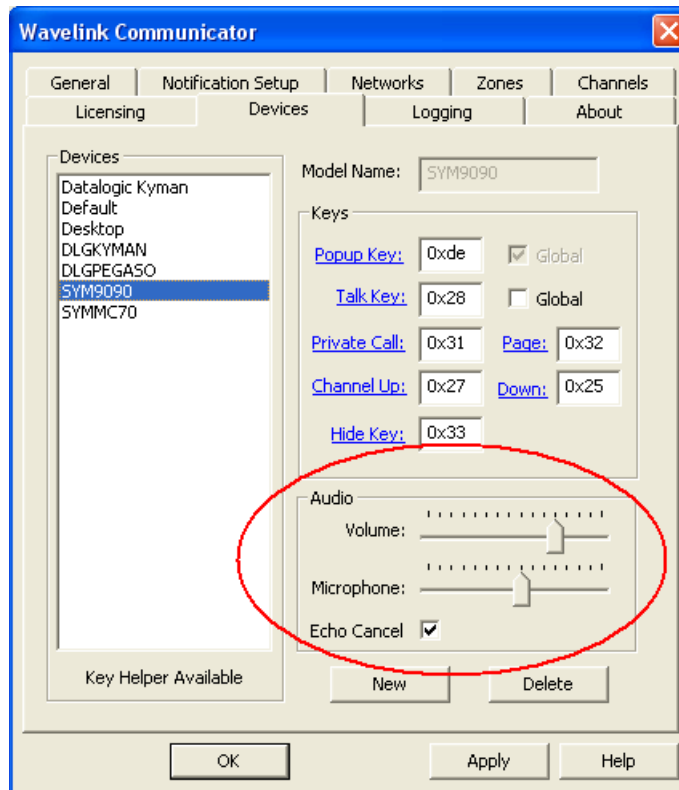 Wavelink Communicator
General Notification Setup Networks Zones Channels
Licensing Devices Logging About
Devices
Datalogic Kyman
Default
Desktop
DLGKYMAN
DLGPEGASO
SYM9090
SYMMC70
Key Helper Available
Model Name: SYM9090
Keys
Popup Key: 0xde Global
Talk Key: 0x28 Global
Private Call: 0x31 Page: 0x32
Channel Up: 0x27 Down: 0x25
Hide Key: 0x33
Audio
Volume:
Microphone:
Echo Cancel
New Delete
OK Apply Help